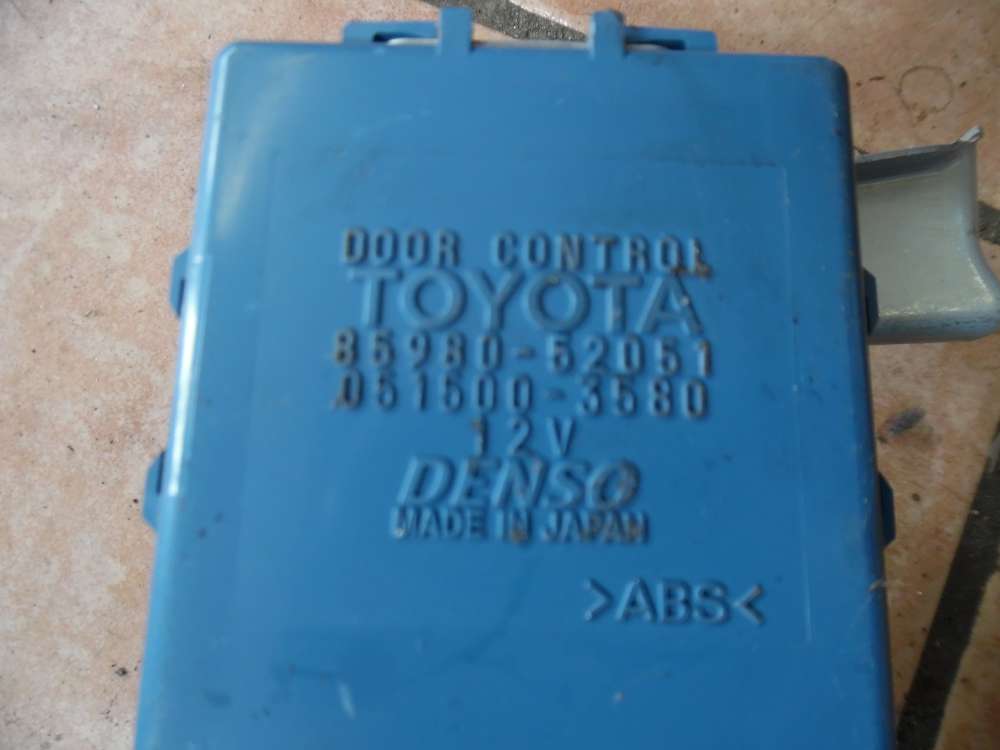 DOOR CONTROL
TOYOTA
85980-52051
051500-3580
12V
DENSO
MADE IN JAPAN
>ABS<